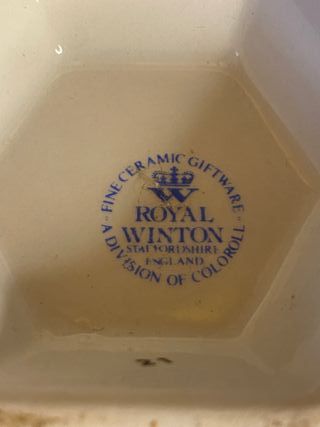 FINE CERAMIC GIFTWARE
W
ROYAL
WINTON
STAFFORDSHIRE
ENGLAND
A DIVISION OF COLOROLL